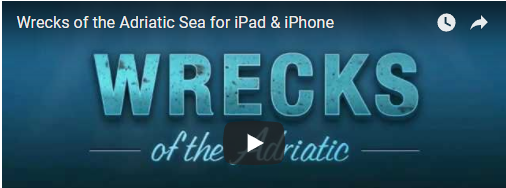 Wrecks of the Adriatic Sea for iPad & iPhone
WRECKS
of the Adriatic